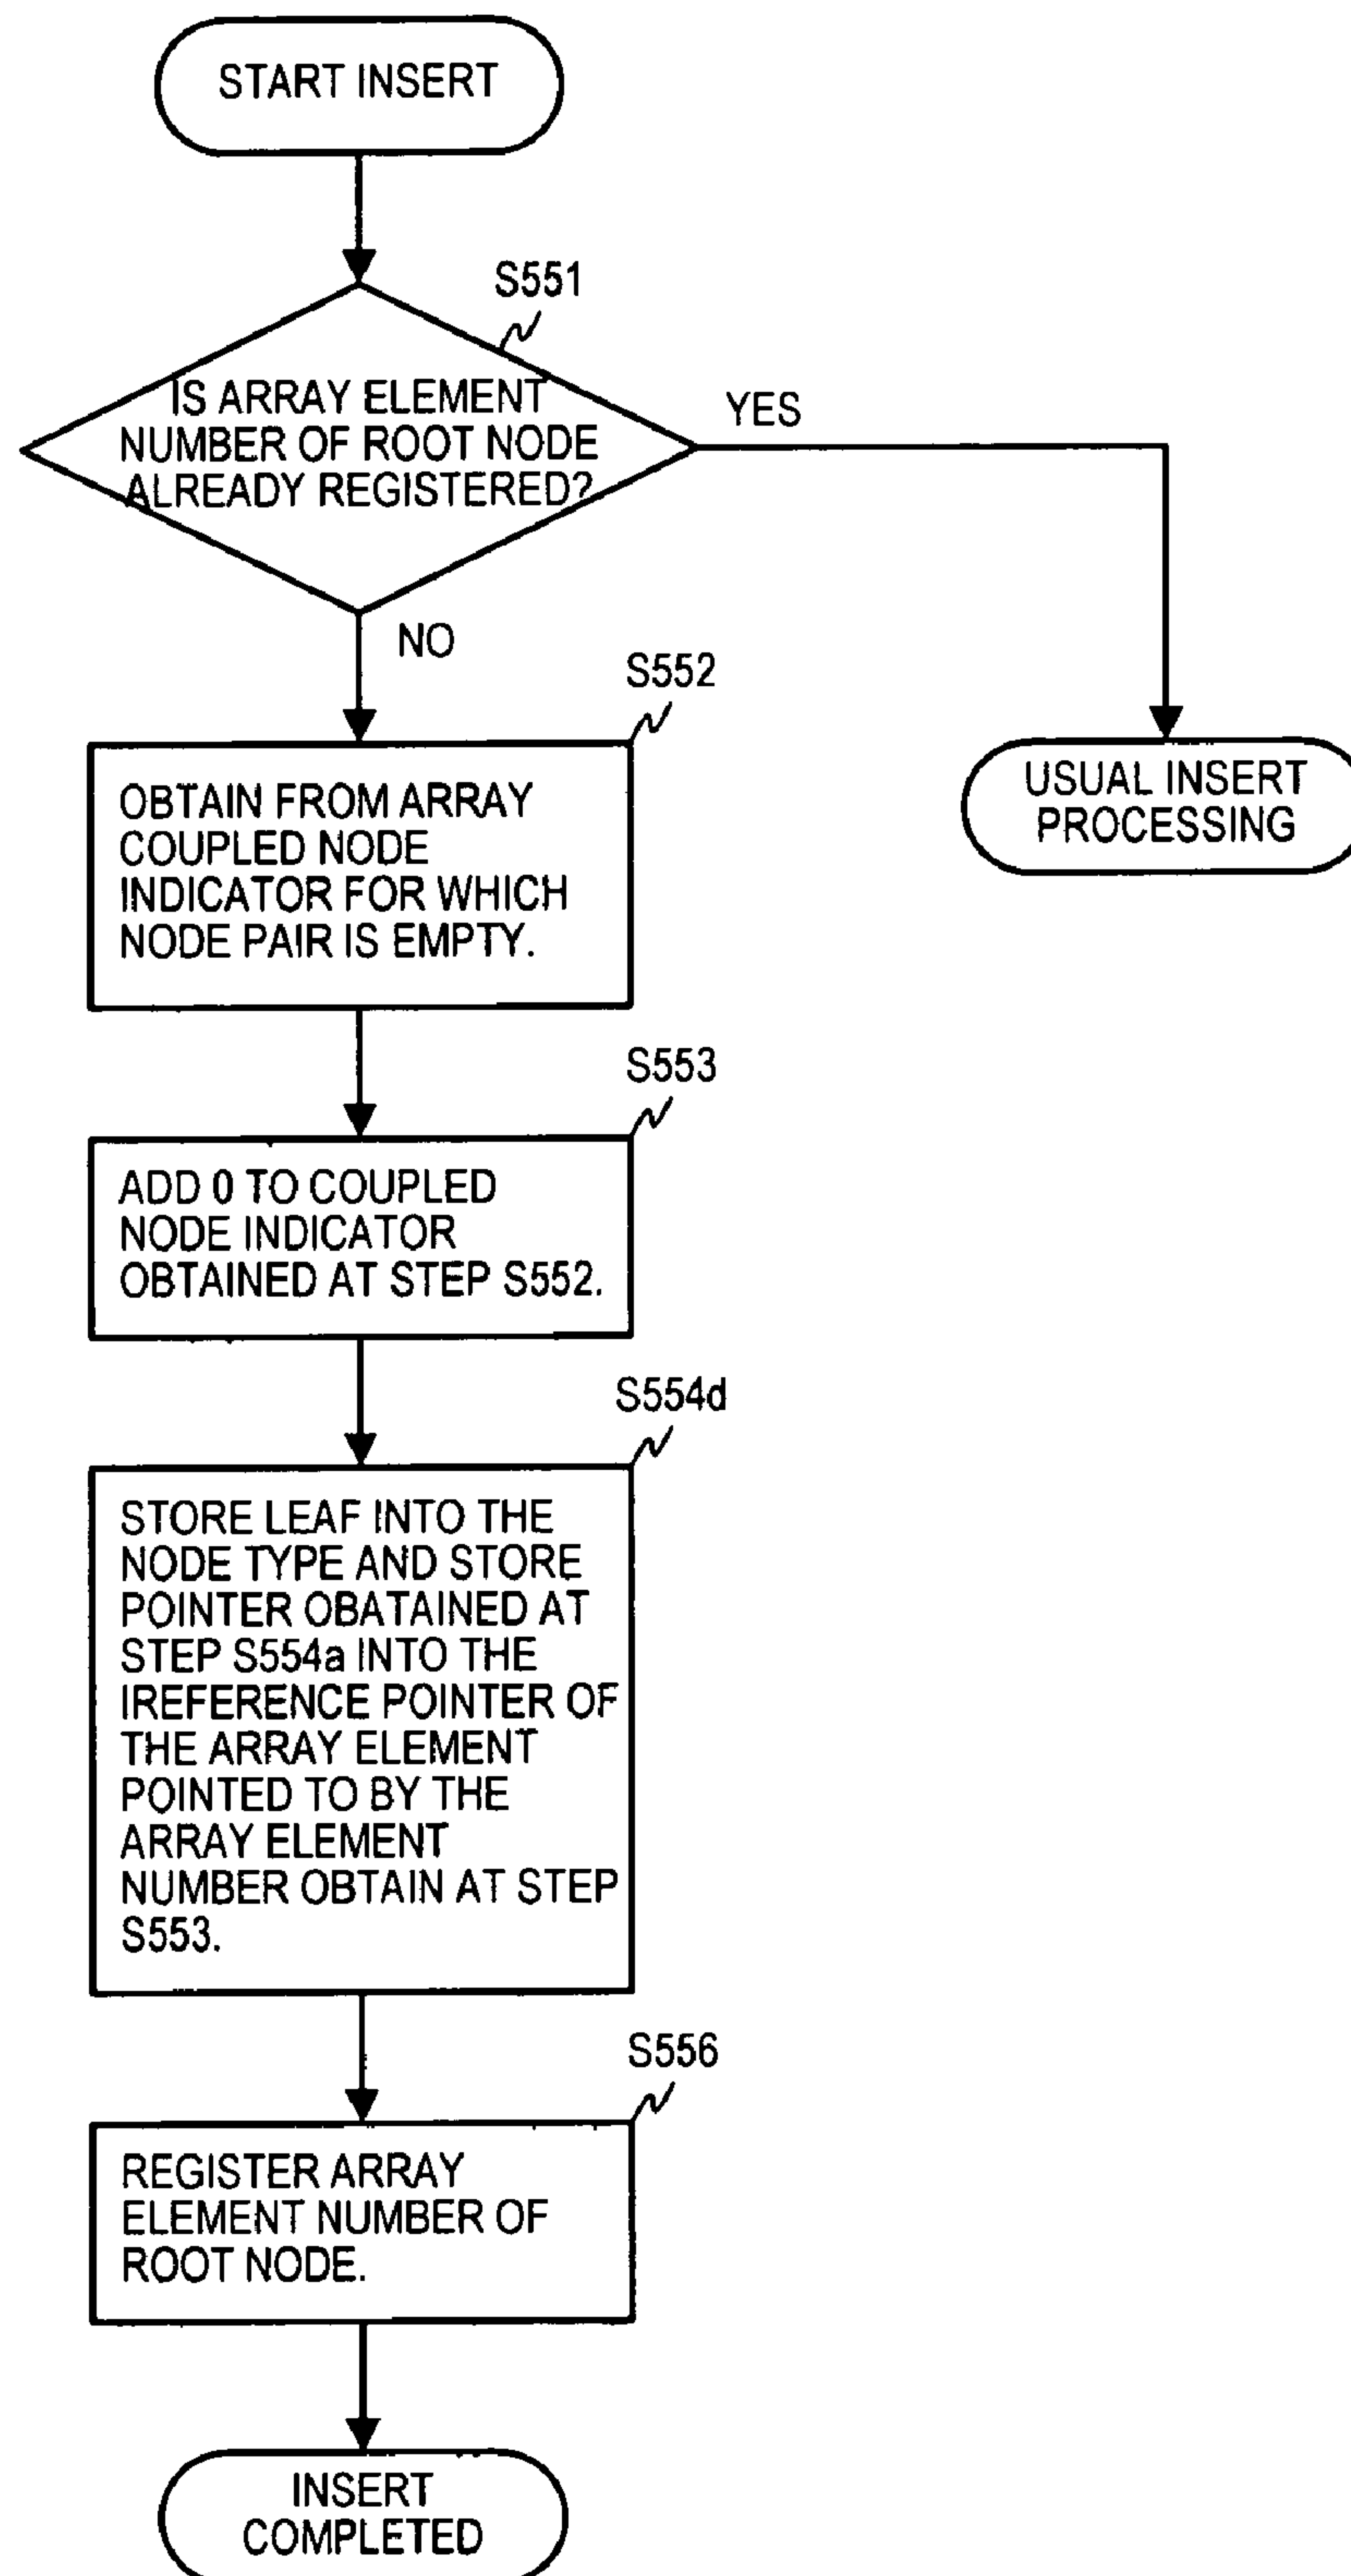 START INSERT
S551
IS ARRAY ELEMENT
NUMBER OF ROOT NODE
ALREADY REGISTERED?
YES
NO
S552
OBTAIN FROM ARRAY
COUPLED NODE
INDICATOR FOR WHICH
NODE PAIR IS EMPTY.
USUAL INSERT
PROCESSING
S553
ADD 0 TO COUPLED
NODE INDICATOR
OBTAINED AT STEP S552.
S554d
STORE LEAF INTO THE
NODE TYPE AND STORE
POINTER OBATAINED AT
STEP S554a INTO THE
IREFERENCE POINTER OF
THE ARRAY ELEMENT
POINTED TO BY THE
ARRAY ELEMENT
NUMBER OBTAIN AT STEP
S553.
S556
REGISTER ARRAY
ELEMENT NUMBER OF
ROOT NODE.
INSERT
COMPLETED